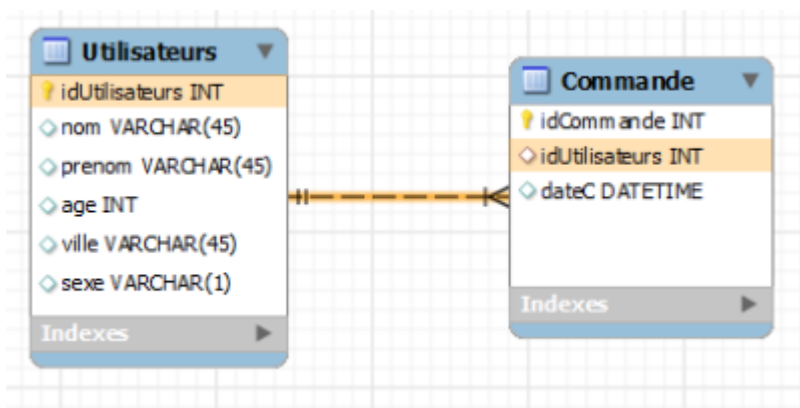 Utilisateurs
idUtilisateurs INT
nom VARCHAR(45)
prenom VARCHAR(45)
age INT
ville VARCHAR(45)
sexe VARCHAR(1)
Indexes
Commande
idCommande INT
idUtilisateurs INT
dateC DATETIME
Indexes